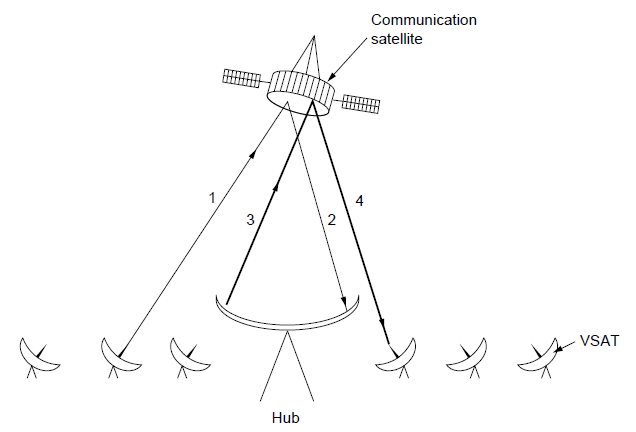 Communication
satellite
1
3
2
4
VSAT
Hub